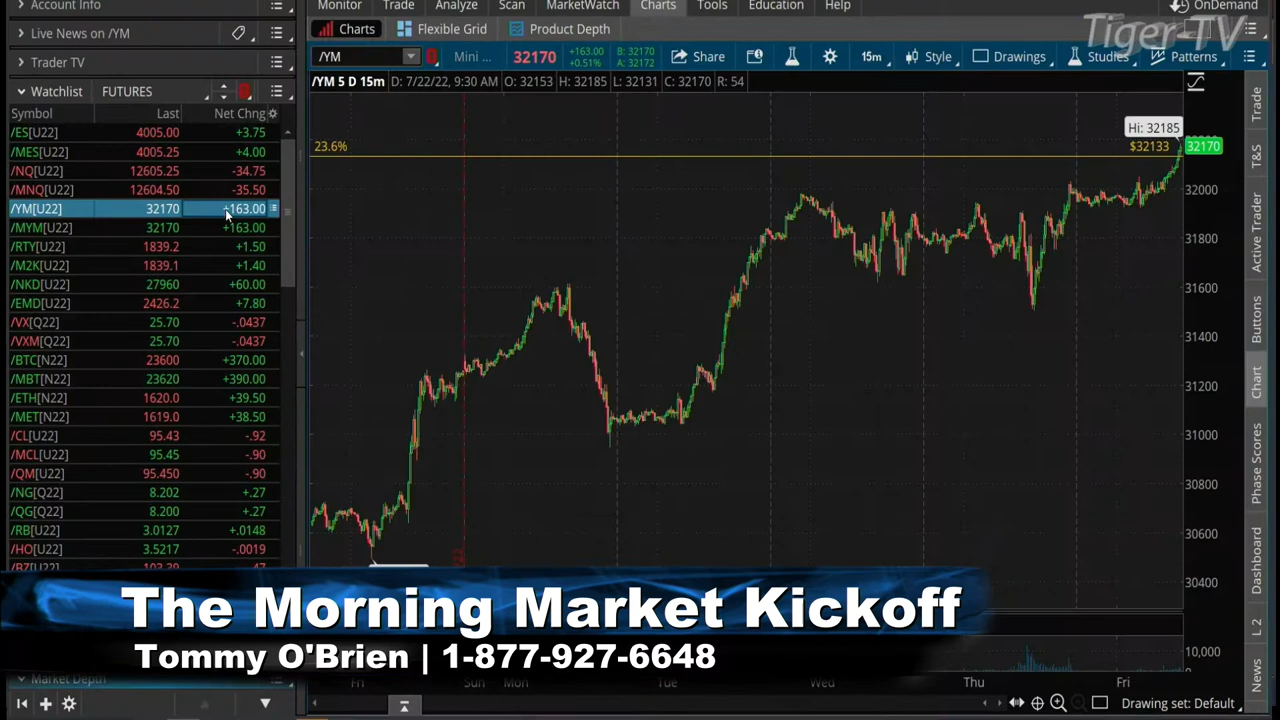 Account Info
Monitor Trade Analyze Scan MarketWatch Charts Tools Education Help OnDemand
Tiger-TV
Live News on /YM
Charts Flexible Grid Product Depth
Trader TV
/YM Mini ... 32170 +163.00 +0.51% B: 32170 A: 32172 Share 15m Style Drawings Studies Patterns
/YM 5 D 15m D: 7/22/22, 9:30 AM O: 32153 H: 32185 L: 32131 C: 32170 R: 54
Watchlist FUTURES
Symbol Last Net Chng
/ES[U22] 4005.00 +3.75
/MES[U22] 4005.25 +4.00
/NQ[U22] 12605.25 -34.75
/MNQ[U22] 12604.50 -35.50
/YM[U22] 32170 +163.00
/MYM[U22] 32170 +163.00
/RTY[U22] 1839.2 +1.50
/M2K[U22] 1839.1 +1.40
/NKD[U22] 27960 +60.00
/EMD[U22] 2426.2 +7.80
/VX[Q22] 25.70 -.0437
/VXM[Q22] 25.70 -.0437
/BTC[N22] 23600 +370.00
/MBT[N22] 23620 +390.00
/ETH[N22] 1620.0 +39.50
/MET[N22] 1619.0 +38.50
/CL[U22] 95.43 -.92
/MCL[U22] 95.45 -.90
/QM[U22] 95.450 -.90
/NG[Q22] 8.202 +.27
/QG[Q22] 8.200 +.27
/RB[U22] 3.0127 +.0148
/HO[U22] 3.5217 -.0019
Hi: 32185
23.6% $32133 32170
32000
31800
31600
31400
31200
31000
30800
30600
30400
10,000
Trade
T&S
Active Trader
Buttons
Chart
Phase Scores
Dashboard
L 2
News
The Morning Market Kickoff
Tommy O'Brien | 1-877-927-6648
Market Depth
Fri Sun Mon Tue Wed Thu Fri
Drawing set: Default